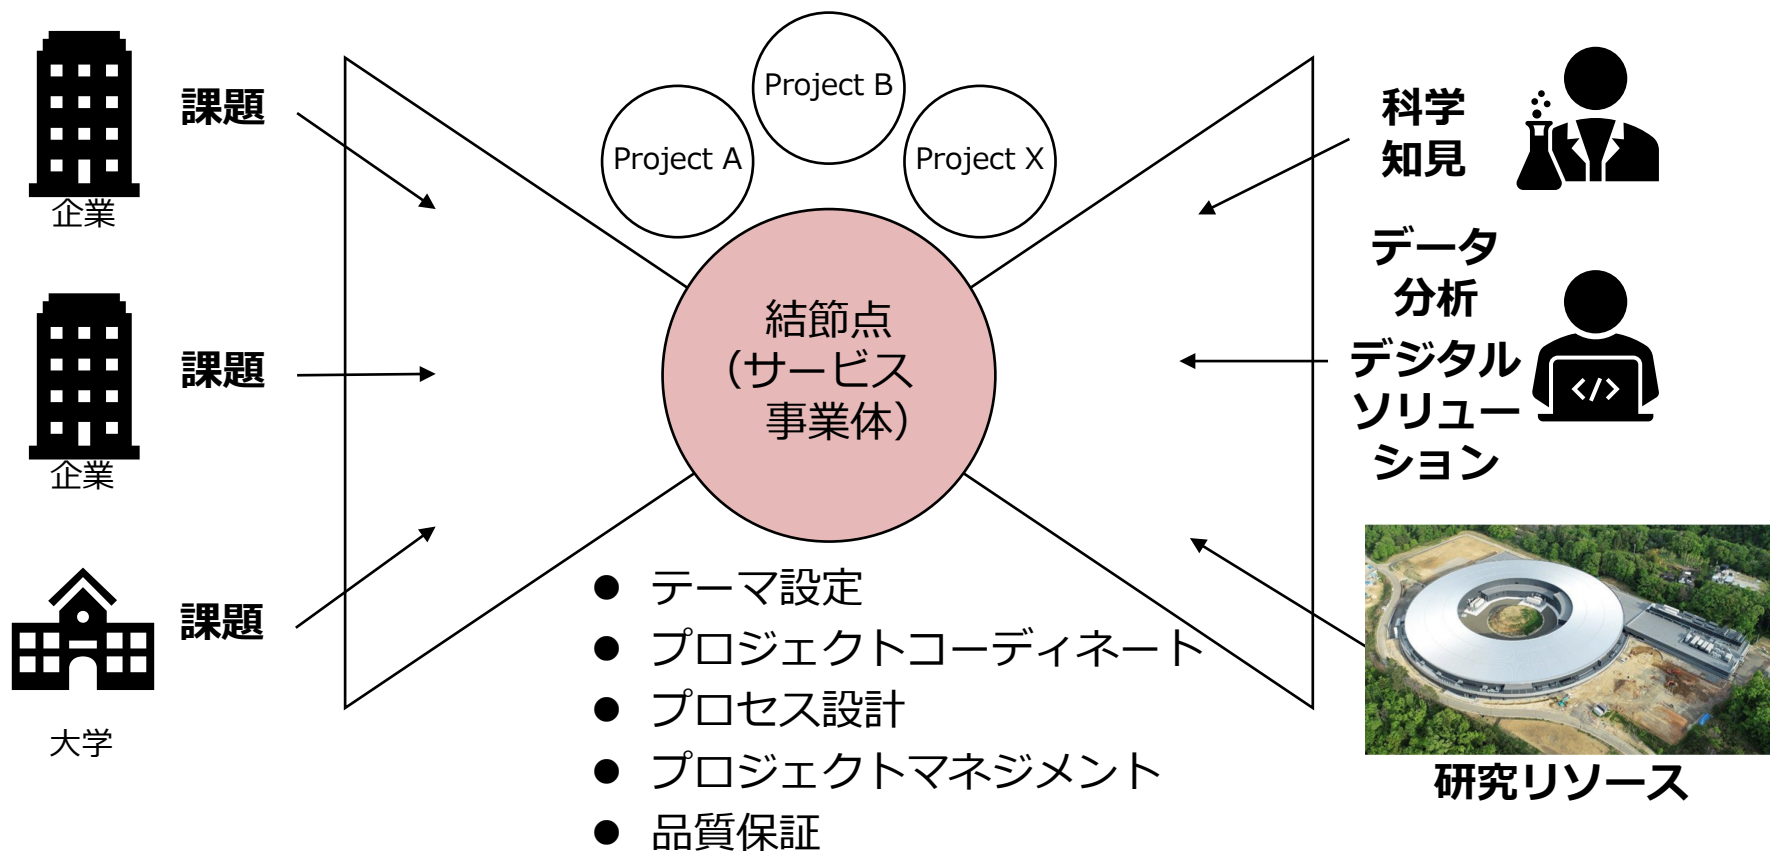 課題
企業
課題
企業
課題
大学
Project A
Project B
Project X
結節点
（サービス
事業体）
● テーマ設定
● プロジェクトコーディネート
● プロセス設計
● プロジェクトマネジメント
● 品質保証
科学
知見
データ
分析
デジタル
ソリュー
ション
</>
研究リソース